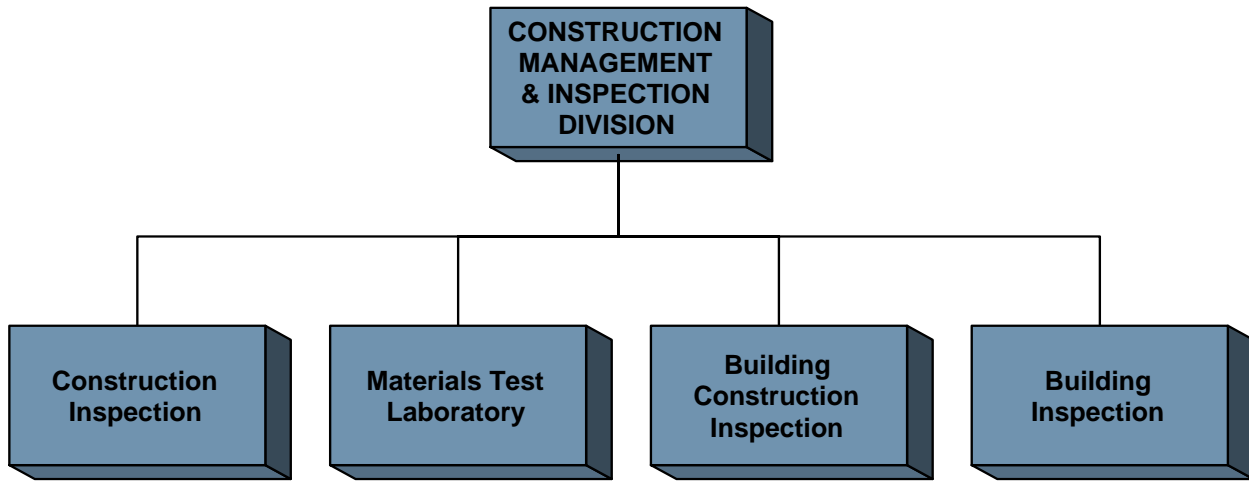 CONSTRUCTION
MANAGEMENT
& INSPECTION
DIVISION
Construction
Inspection
Materials Test
Laboratory
Building
Construction
Inspection
Building
Inspection